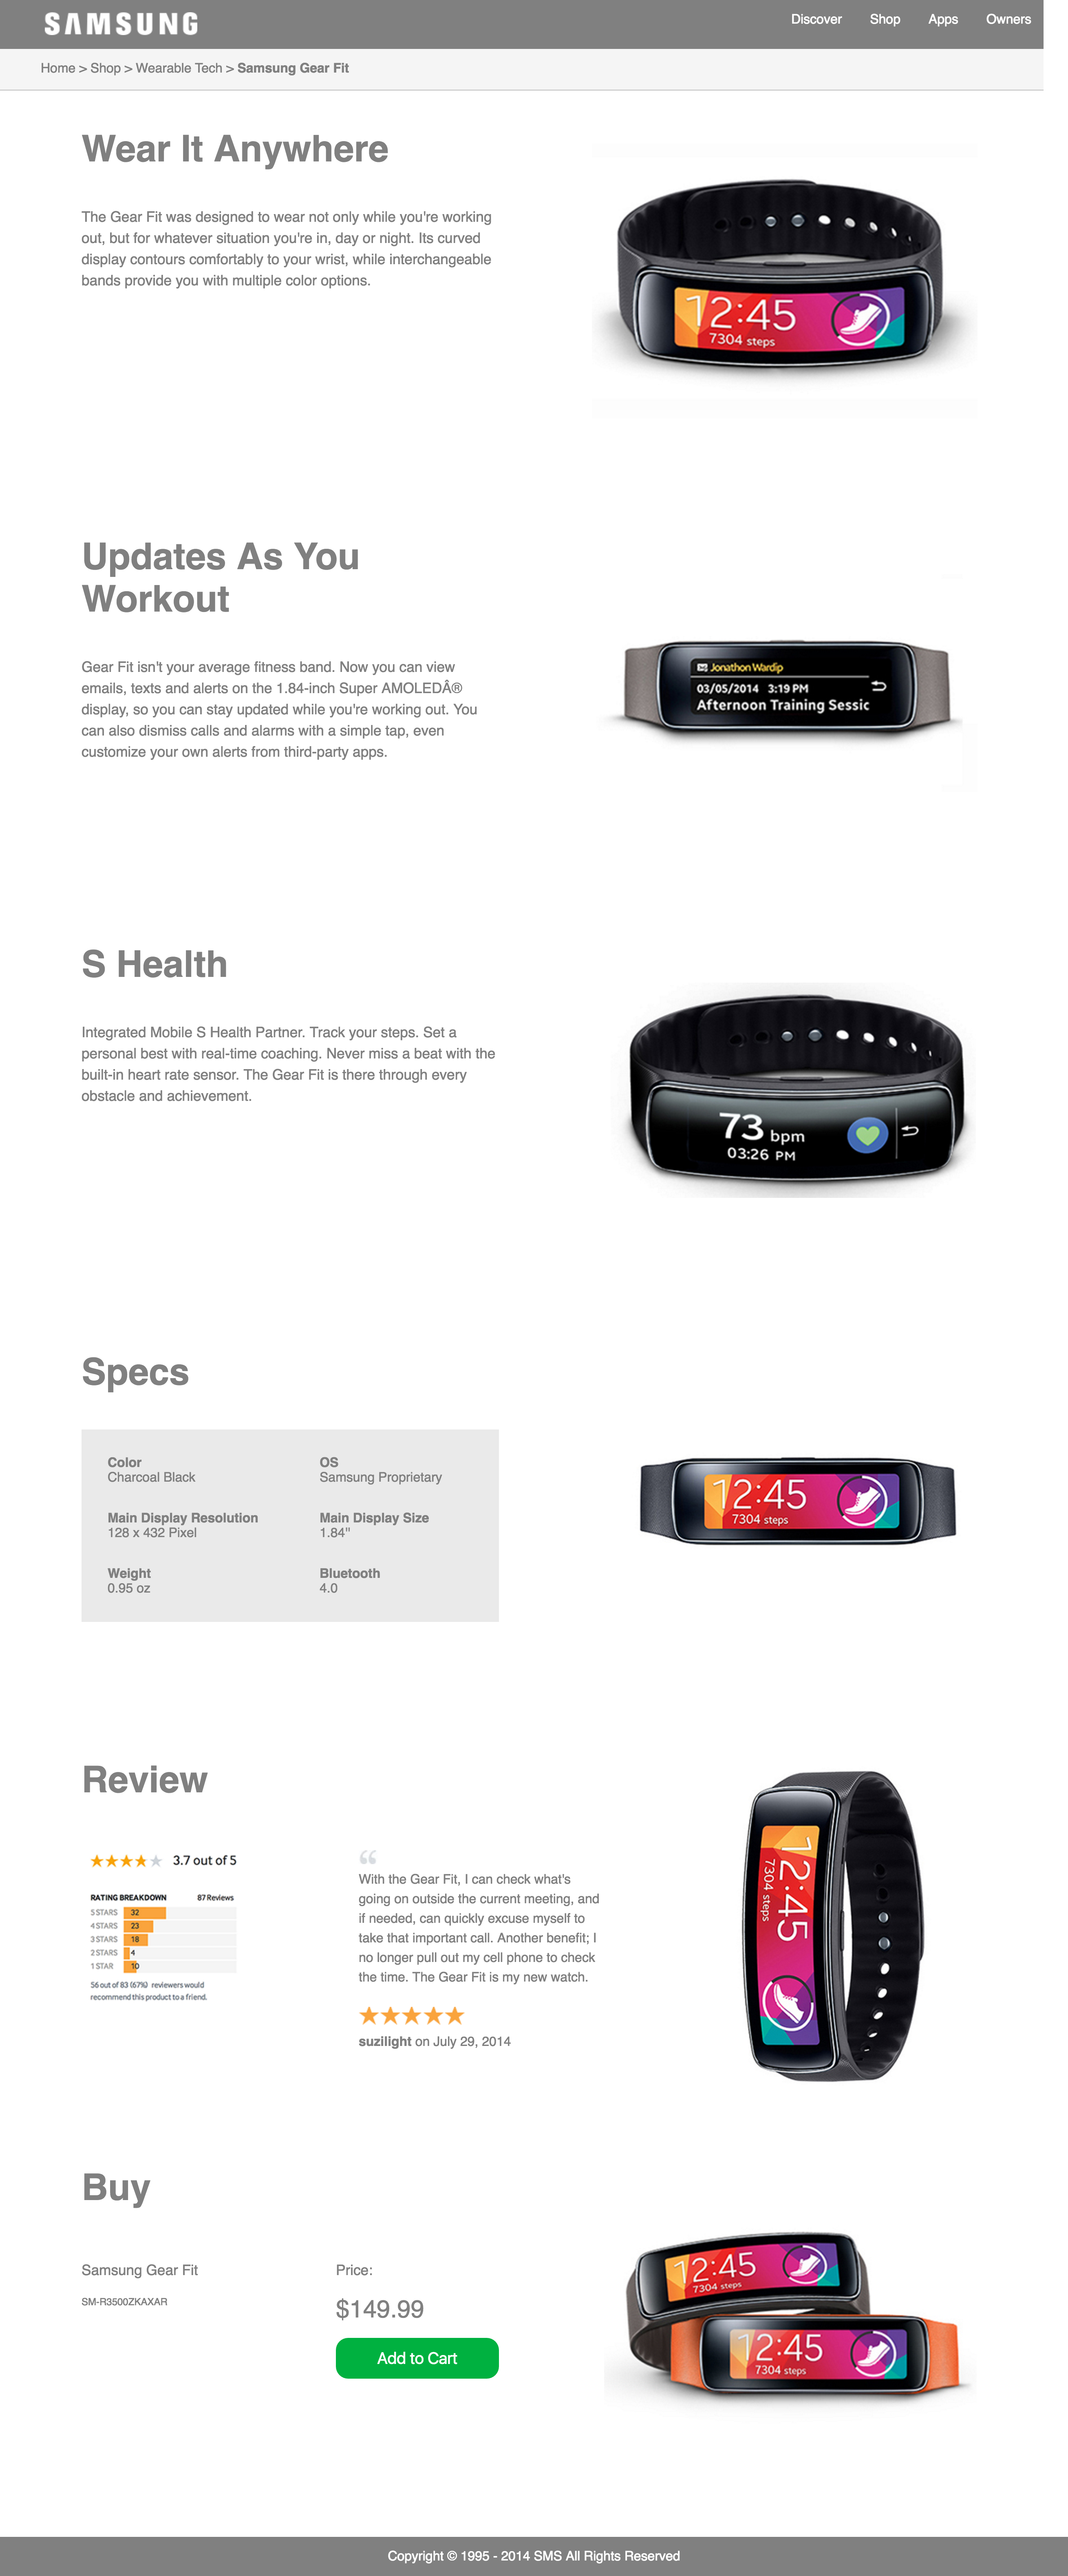 SAMSUNG
Discover Shop Apps Owners
Home > Shop > Wearable Tech > Samsung Gear Fit
Wear It Anywhere
The Gear Fit was designed to wear not only while you're working
out, but for whatever situation you're in, day or night. Its curved
display contours comfortably to your wrist, while interchangeable
bands provide you with multiple color options.
12:45
7304 steps
Updates As You
Workout
Gear Fit isn't your average fitness band. Now you can view
emails, texts and alerts on the 1.84-inch Super AMOLEDÂ®
display, so you can stay updated while you're working out. You
can also dismiss calls and alarms with a simple tap, even
customize your own alerts from third-party apps.
Jonathon Wardip
03/05/2014 3:19 PM
Afternoon Training Sessic
S Health
Integrated Mobile S Health Partner. Track your steps. Set a
personal best with real-time coaching. Never miss a beat with the
built-in heart rate sensor. The Gear Fit is there through every
obstacle and achievement.
73 bpm
03:26 PM
Specs
Color
Charcoal Black
OS
Samsung Proprietary
Main Display Resolution
128 x 432 Pixel
Main Display Size
1.84"
Weight
0.95 oz
Bluetooth
4.0
12:45
7304 steps
Review
3.7 out of 5
RATING BREAKDOWN 87 Reviews
5 STARS 32
4 STARS 23
3 STARS 18
2 STARS 4
1 STAR 10
56 out of 83 (67%) reviewers would
recommend this product to a friend.
“
With the Gear Fit, I can check what's
going on outside the current meeting, and
if needed, can quickly excuse myself to
take that important call. Another benefit; I
no longer pull out my cell phone to check
the time. The Gear Fit is my new watch.
suzilight on July 29, 2014
12:45
7304 steps
Buy
Samsung Gear Fit
SM-R3500ZKAXAR
Price:
$149.99
Add to Cart
12:45
7304 steps
12:45
7304 steps
Copyright © 1995 - 2014 SMS All Rights Reserved